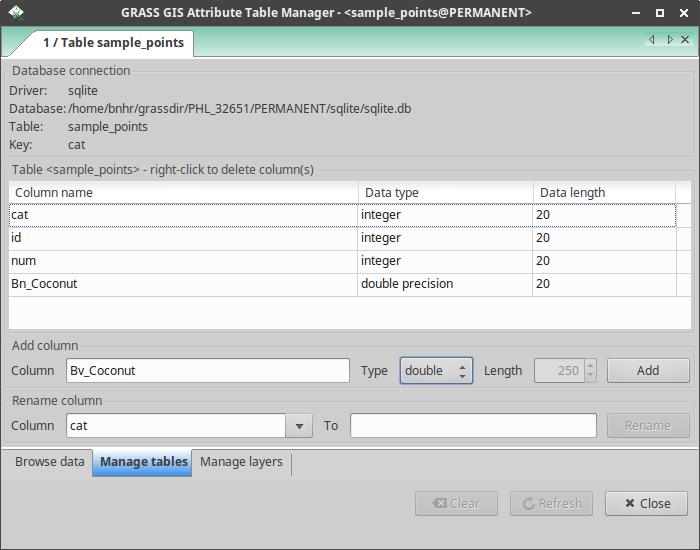 GRASS GIS Attribute Table Manager - <sample_points@PERMANENT>
1 / Table sample_points
Database connection
Driver: sqlite
Database: /home/bnhr/grassdir/PHL_32651/PERMANENT/sqlite/sqlite.db
Table: sample_points
Key: cat
Table <sample_points> - right-click to delete column(s)
Column name Data type Data length
cat integer 20
id integer 20
num integer 20
Bn_Coconut double precision 20
Add column
Column Bv_Coconut Type double Length 250 Add
Rename column
Column cat To Rename
Browse data Manage tables Manage layers
Clear Refresh Close